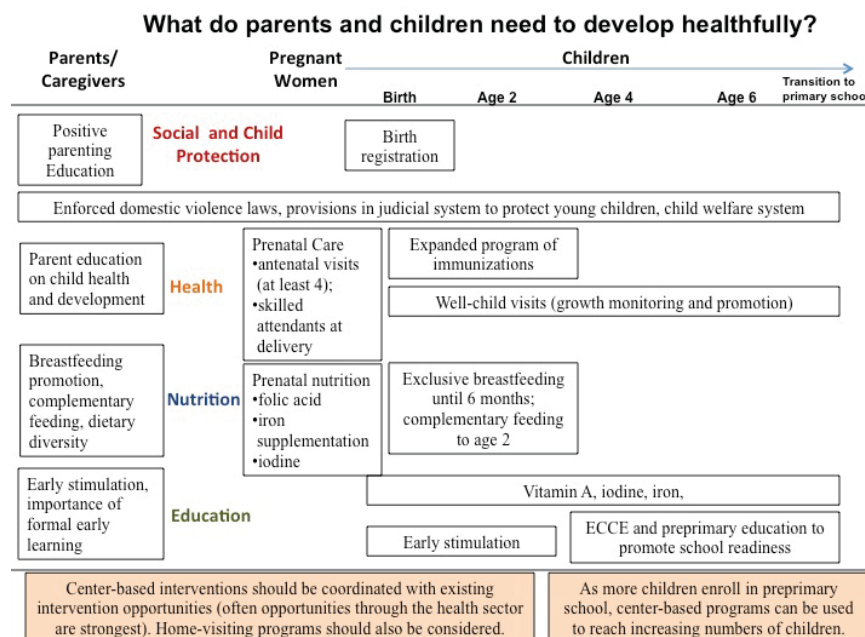 What do parents and children need to develop healthfully?
Parents/
Caregivers
Pregnant
Women
Children
Birth
Age 2
Age 4
Age 6
Transition to
primary schoo
Positive
parenting
Education
Social and Child
Protection
Birth
registration
Enforced domestic violence laws, provisions in judicial system to protect young children, child welfare system
Parent education
on child health
and development
Health
Prenatal Care
•antenatal visits
(at least 4);
•skilled
attendants at
delivery
Expanded program of
immunizations
Well-child visits (growth monitoring and promotion)
Breastfeeding
promotion,
complementary
feeding, dietary
diversity
Nutrition
Prenatal nutrition
•folic acid
•iron
supplementation
•iodine
Exclusive breastfeeding
until 6 months;
complementary feeding
to age 2
Vitamin A, iodine, iron,
Early stimulation,
importance of
formal early
learning
Education
Early stimulation
ECCE and preprimary education to
promote school readiness
Center-based interventions should be coordinated with existing
intervention opportunities (often opportunities through the health sector
are strongest). Home-visiting programs should also be considered.
As more children enroll in preprimary
school, center-based programs can be used
to reach increasing numbers of children.